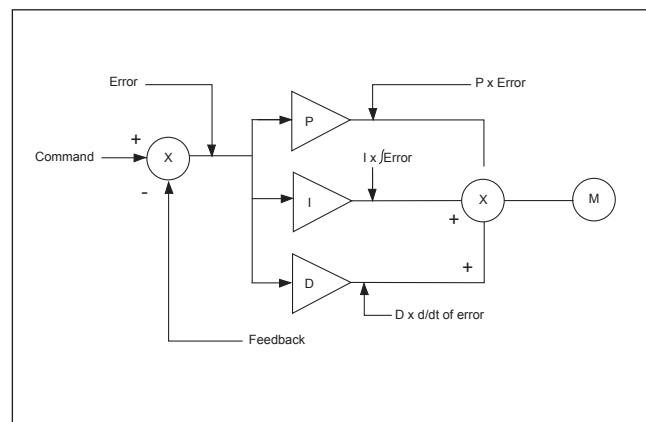 Error
P x Error
P
+
Command
X
-
I x ∫Error
I
X
M
+
+
D
D x d/dt of error
Feedback